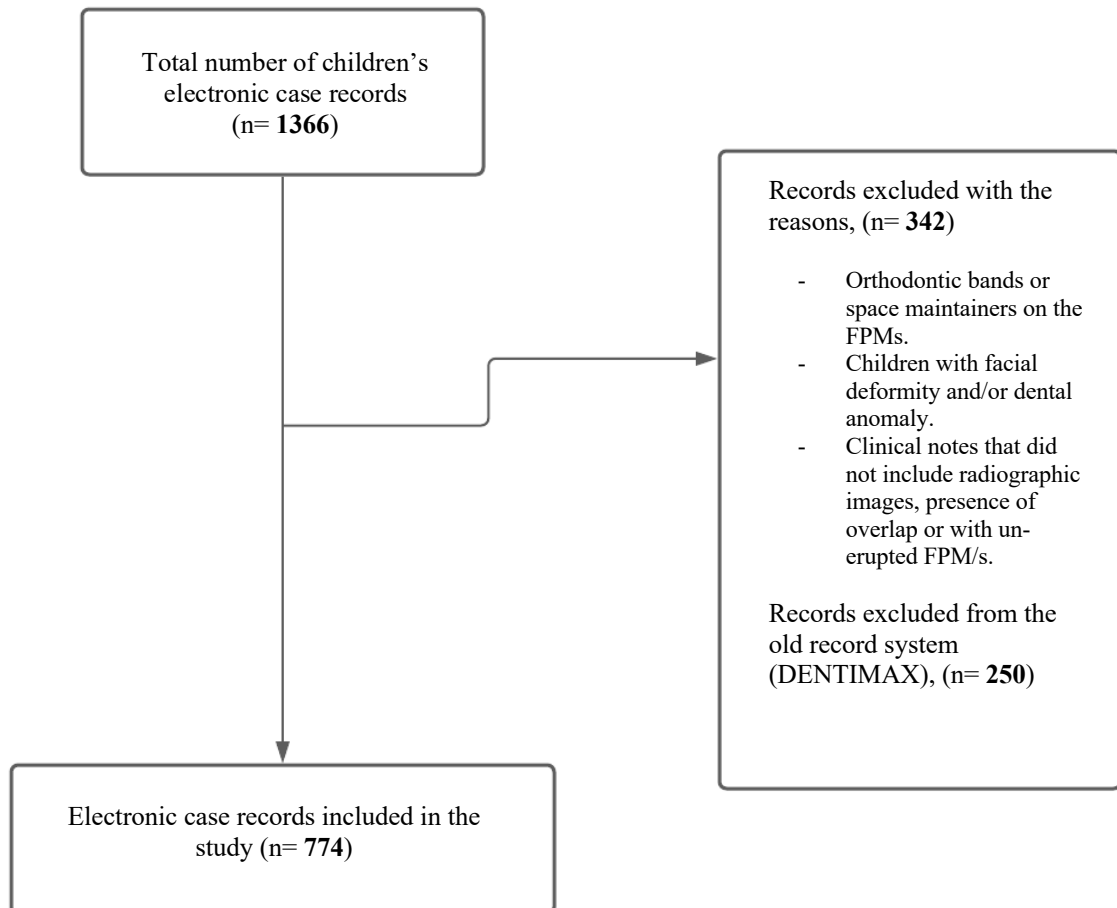 Total number of children’s
electronic case records
(n= 1366)
Records excluded with the
reasons, (n= 342)
- Orthodontic bands or
space maintainers on the
FPMs.
- Children with facial
deformity and/or dental
anomaly.
- Clinical notes that did
not include radiographic
images, presence of
overlap or with un-
erupted FPM/s.
Records excluded from the
old record system
(DENTIMAX), (n= 250)
Electronic case records included in the
study (n= 774)